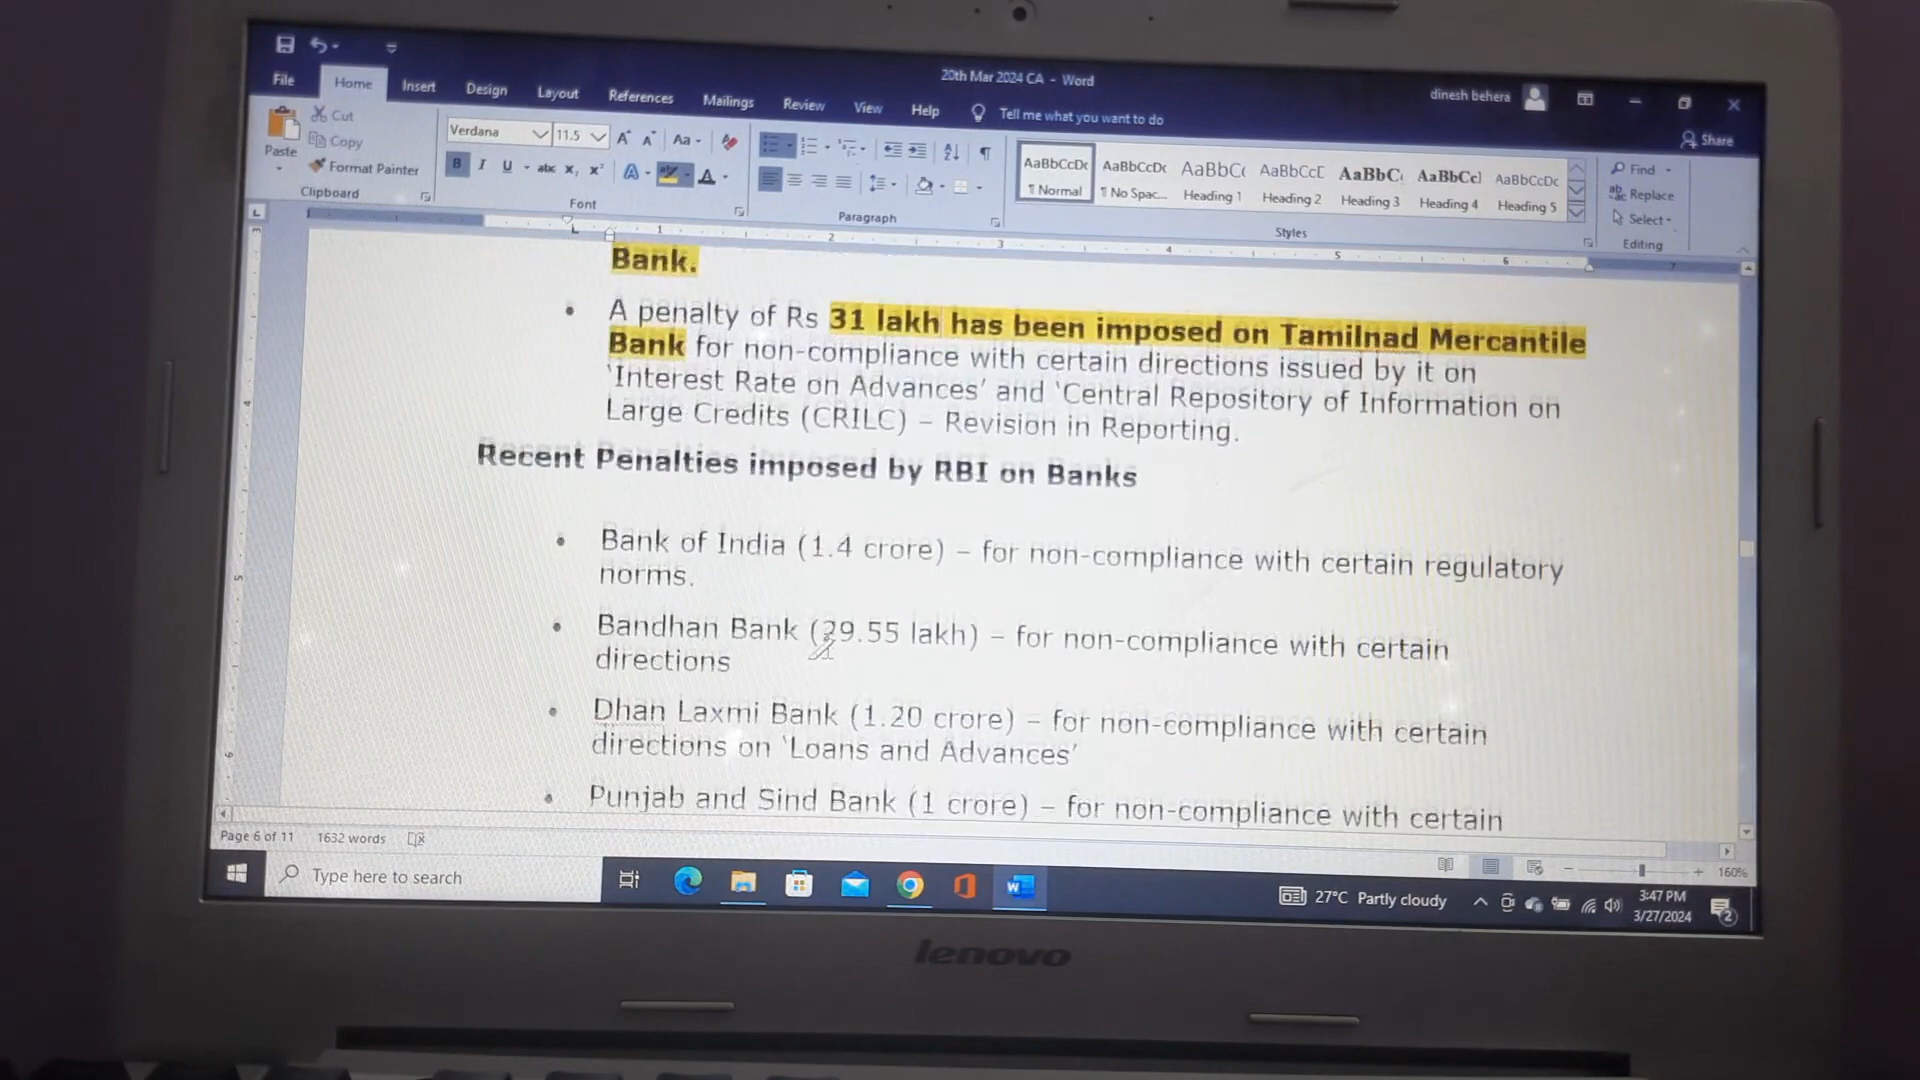 20th Mar 2024 CA - Word
dinesh behera
File Home Insert Design Layout References Mailings Review View Help Tell me what you want to do
Share
Paste
Cut
Copy
Format Painter
Clipboard
Verdana 11.5
Font
Paragraph
AaBbCcDc AaBbCcDc AaBbC( AaBbCcD AaBbC( AaBbCcl AaBbCcDc
¶ Normal ¶ No Spac... Heading 1 Heading 2 Heading 3 Heading 4 Heading 5
Styles
Find
Replace
Select
Editing
Bank.
• A penalty of Rs 31 lakh has been imposed on Tamilnad Mercantile
Bank for non-compliance with certain directions issued by it on
‘Interest Rate on Advances’ and ‘Central Repository of Information on
Large Credits (CRILC) – Revision in Reporting.
Recent Penalties imposed by RBI on Banks
• Bank of India (1.4 crore) – for non-compliance with certain regulatory
norms.
• Bandhan Bank (29.55 lakh) – for non-compliance with certain
directions
• Dhan Laxmi Bank (1.20 crore) – for non-compliance with certain
directions on ‘Loans and Advances’
• Punjab and Sind Bank (1 crore) – for non-compliance with certain
Page 6 of 11 1632 words
160%
Type here to search
27°C Partly cloudy
3:47 PM
3/27/2024
2
lenovo